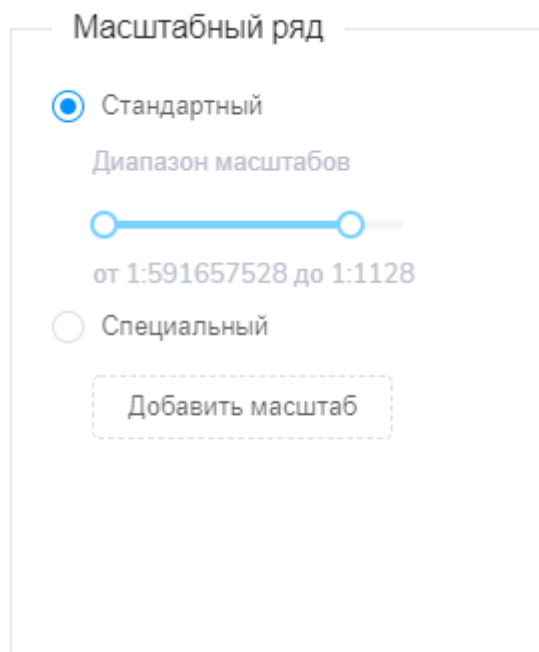 Масштабный ряд
Стандартный
Диапазон масштабов
от 1:591657528 до 1:1128
Специальный
Добавить масштаб